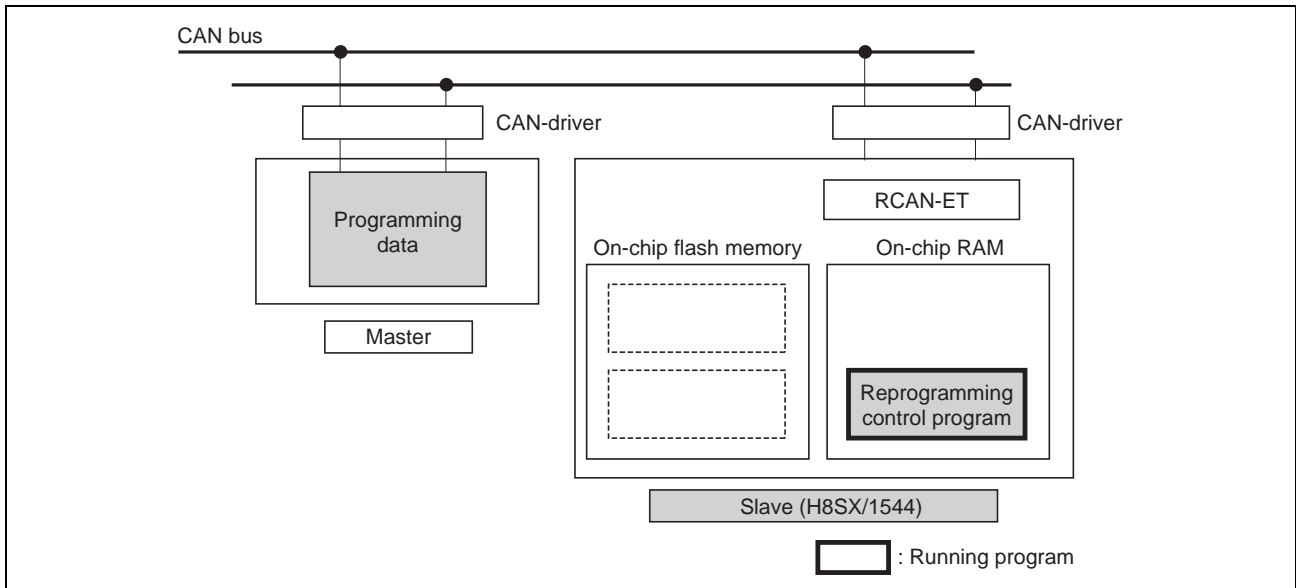 CAN bus
CAN-driver
CAN-driver
Programming
data
RCAN-ET
On-chip flash memory
On-chip RAM
Master
Reprogramming
control program
Slave (H8SX/1544)
: Running program